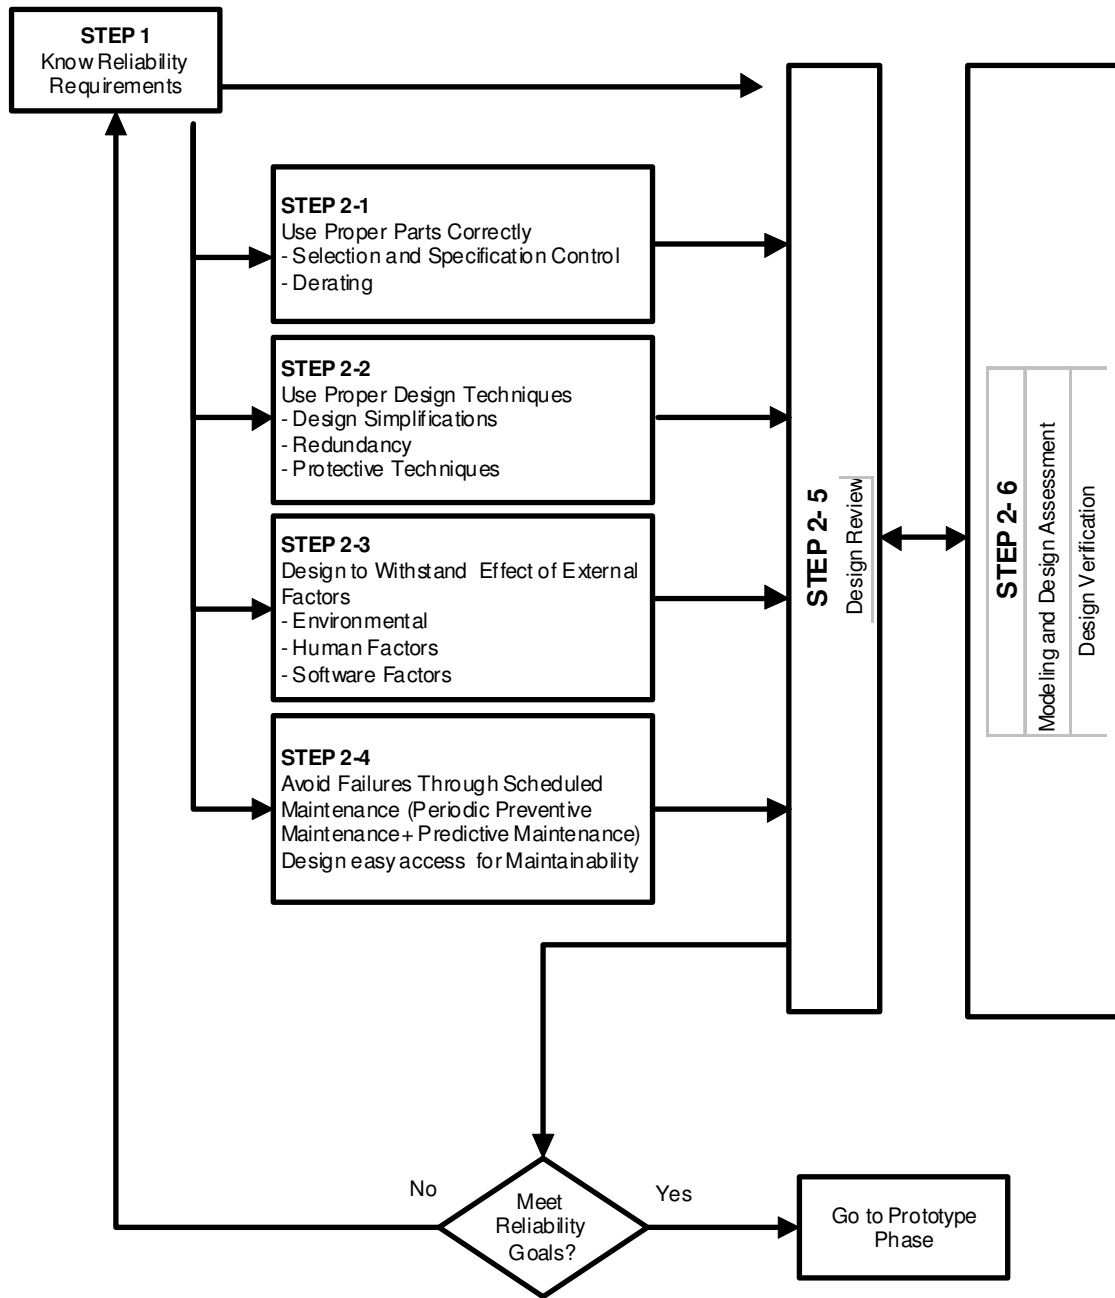 STEP 1
Know Reliability
Requirements
STEP 2-1
Use Proper Parts Correctly
- Selection and Specification Control
- Derating
STEP 2-2
Use Proper Design Techniques
- Design Simplifications
- Redundancy
- Protective Techniques
STEP 2-3
Design to Withstand Effect of External
Factors
- Environmental
- Human Factors
- Software Factors
STEP 2-4
Avoid Failures Through Scheduled
Maintenance (Periodic Preventive
Maintenance+ Predictive Maintenance)
Design easy access for Maintainability
STEP 2- 5
Design Review
STEP 2- 6
Modeling and Design Assessment
Design Verification
No
Meet
Reliability
Goals?
Yes
Go to Prototype
Phase